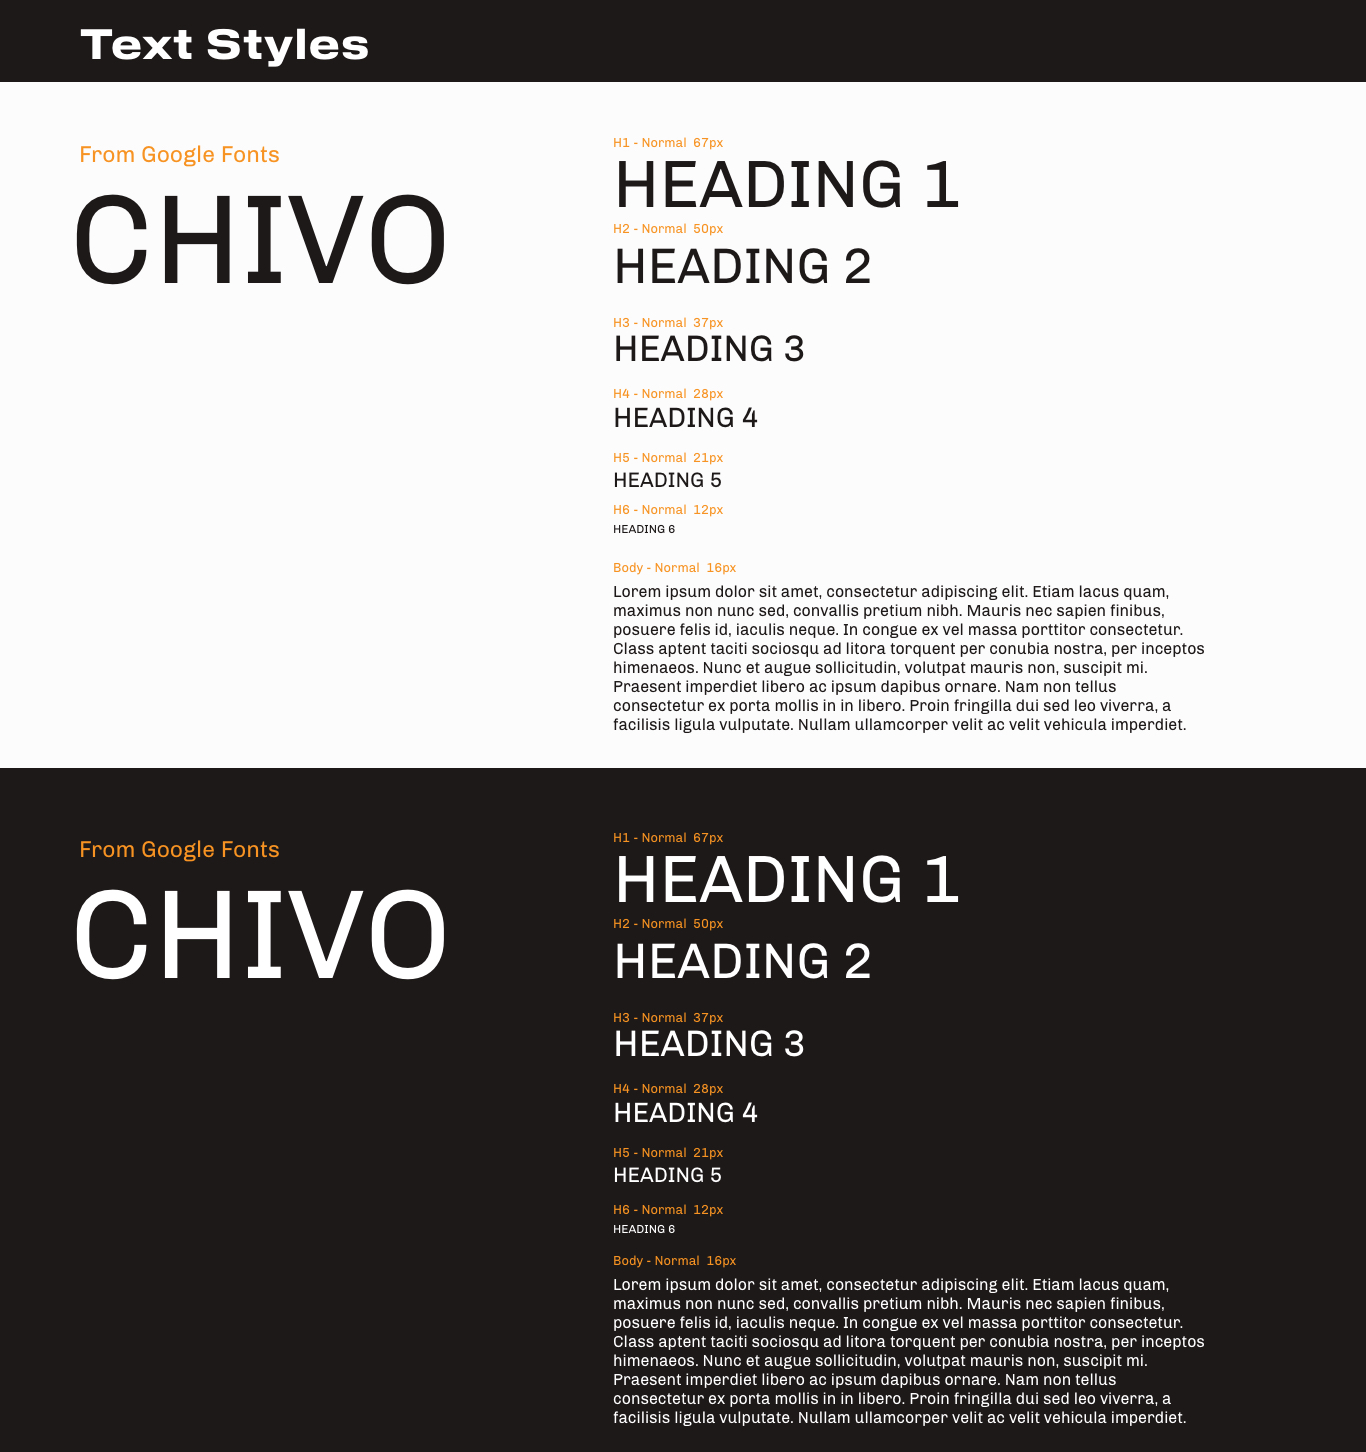 Text Styles
From Google Fonts
CHIVO
H1 - Normal 67px
HEADING 1
H2 - Normal 50px
HEADING 2
H3 - Normal 37px
HEADING 3
H4 - Normal 28px
HEADING 4
H5 - Normal 21px
HEADING 5
H6 - Normal 12px
HEADING 6
Body - Normal 16px
Lorem ipsum dolor sit amet, consectetur adipiscing elit. Etiam lacus quam,
maximus non nunc sed, convallis pretium nibh. Mauris nec sapien finibus,
posuere felis id, iaculis neque. In congue ex vel massa porttitor consectetur.
Class aptent taciti sociosqu ad litora torquent per conubia nostra, per inceptos
himenaeos. Nunc et augue sollicitudin, volutpat mauris non, suscipit mi.
Praesent imperdiet libero ac ipsum dapibus ornare. Nam non tellus
consectetur ex porta mollis in in libero. Proin fringilla dui sed leo viverra, a
facilisis ligula vulputate. Nullam ullamcorper velit ac velit vehicula imperdiet.
From Google Fonts
CHIVO
H1 - Normal 67px
HEADING 1
H2 - Normal 50px
HEADING 2
H3 - Normal 37px
HEADING 3
H4 - Normal 28px
HEADING 4
H5 - Normal 21px
HEADING 5
H6 - Normal 12px
HEADING 6
Body - Normal 16px
Lorem ipsum dolor sit amet, consectetur adipiscing elit. Etiam lacus quam,
maximus non nunc sed, convallis pretium nibh. Mauris nec sapien finibus,
posuere felis id, iaculis neque. In congue ex vel massa porttitor consectetur.
Class aptent taciti sociosqu ad litora torquent per conubia nostra, per inceptos
himenaeos. Nunc et augue sollicitudin, volutpat mauris non, suscipit mi.
Praesent imperdiet libero ac ipsum dapibus ornare. Nam non tellus
consectetur ex porta mollis in in libero. Proin fringilla dui sed leo viverra, a
facilisis ligula vulputate. Nullam ullamcorper velit ac velit vehicula imperdiet.